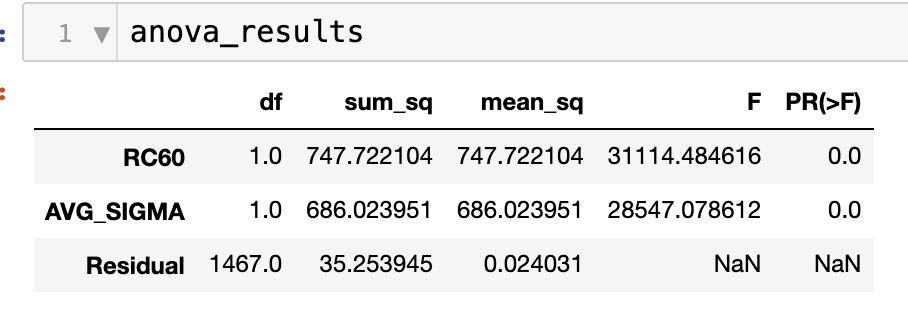 1 ▼ anova_results
df sum_sq mean_sq F PR(>F)
RC60 1.0 747.722104 747.722104 31114.484616 0.0
AVG_SIGMA 1.0 686.023951 686.023951 28547.078612 0.0
Residual 1467.0 35.253945 0.024031 NaN NaN